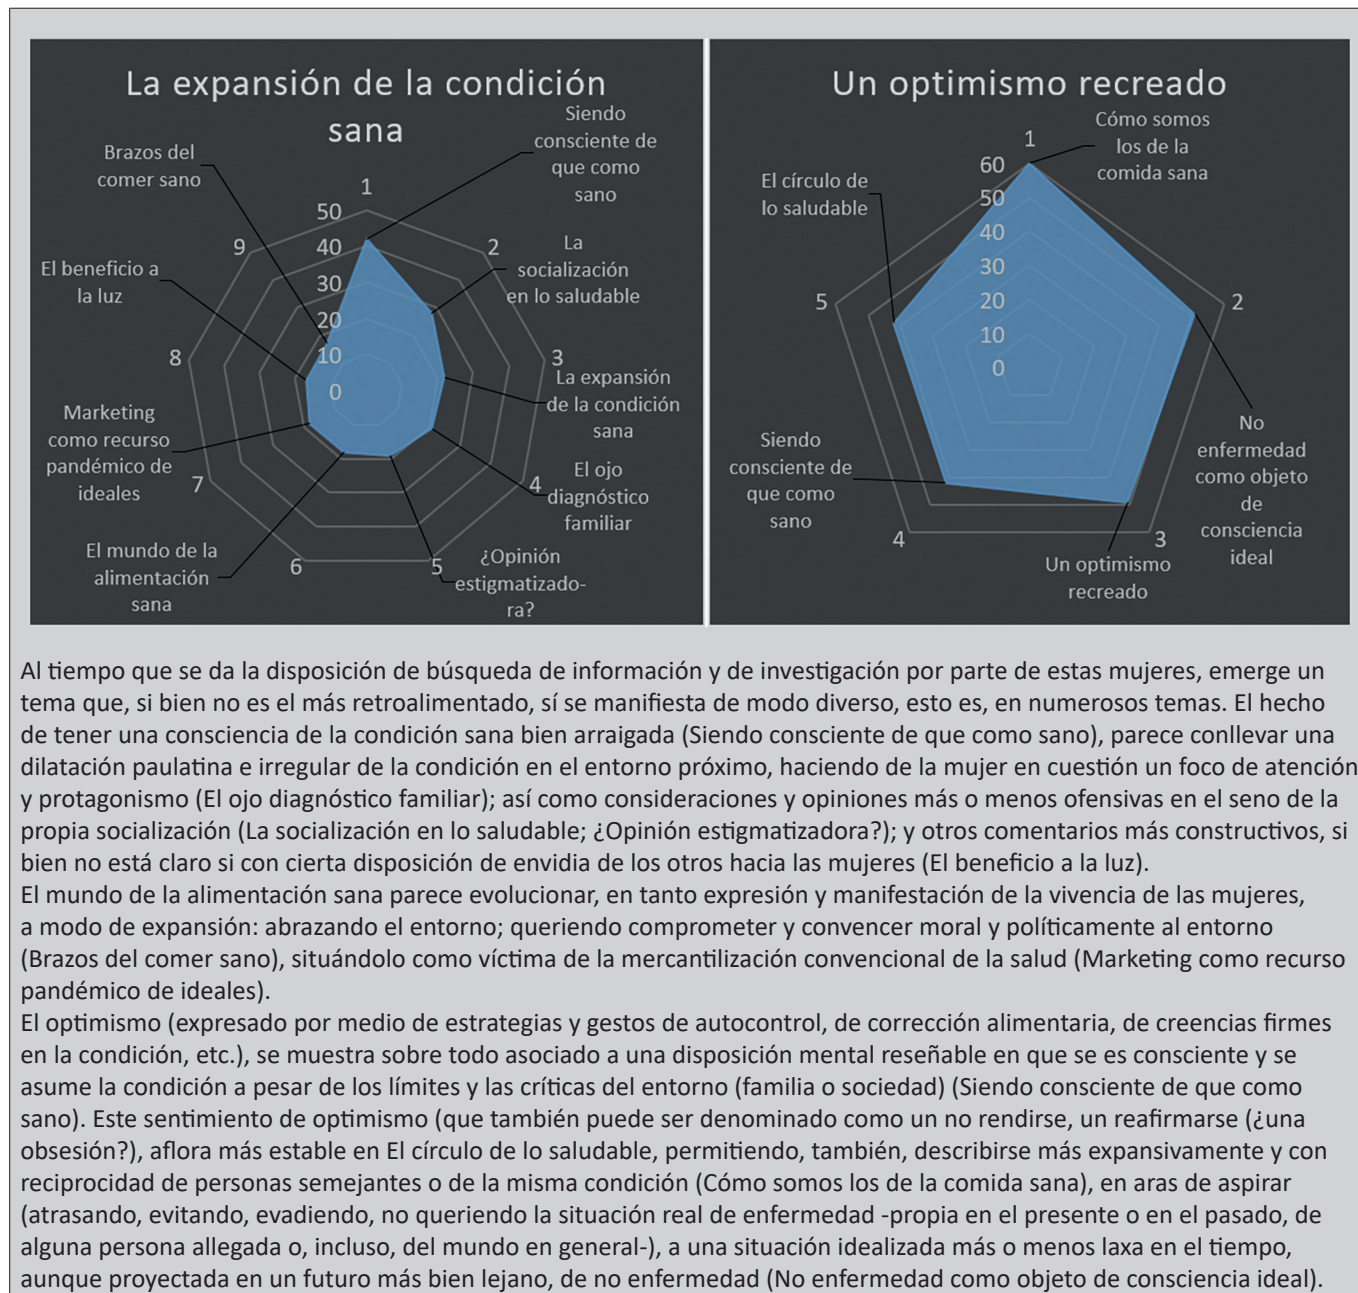 La expansión de la condición
sana
Siendo
consciente de
que como
sano
Brazos del
comer sano
La
socialización
en lo saludable
El beneficio a
la luz
La expansión
de la condición
sana
Marketing
como recurso
pandémico de
ideales
El ojo
diagnóstico
familiar
El mundo de la
alimentación
sana
¿Opinión
estigmatizado-
ra?
1
2
3
4
5
6
7
8
9
50
40
30
20
10
0
Un optimismo recreado
Cómo somos
los de la
comida sana
El círculo de
lo saludable
No
enfermedad
como objeto
de
consciencia
ideal
Siendo
consciente de
que como
sano
Un optimismo
recreado
1
2
3
4
5
60
50
40
30
20
10
0
Al tiempo que se da la disposición de búsqueda de información y de investigación por parte de estas mujeres, emerge un
tema que, si bien no es el más retroalimentado, sí se manifiesta de modo diverso, esto es, en numerosos temas. El hecho
de tener una consciencia de la condición sana bien arraigada (Siendo consciente de que como sano), parece conllevar una
dilatación paulatina e irregular de la condición en el entorno próximo, haciendo de la mujer en cuestión un foco de atención
y protagonismo (El ojo diagnóstico familiar); así como consideraciones y opiniones más o menos ofensivas en el seno de la
propia socialización (La socialización en lo saludable; ¿Opinión estigmatizadora?); y otros comentarios más constructivos, si
bien no está claro si con cierta disposición de envidia de los otros hacia las mujeres (El beneficio a la luz).
El mundo de la alimentación sana parece evolucionar, en tanto expresión y manifestación de la vivencia de las mujeres,
a modo de expansión: abrazando el entorno; queriendo comprometer y convencer moral y políticamente al entorno
(Brazos del comer sano), situándolo como víctima de la mercantilización convencional de la salud (Marketing como recurso
pandémico de ideales).
El optimismo (expresado por medio de estrategias y gestos de autocontrol, de corrección alimentaria, de creencias firmes
en la condición, etc.), se muestra sobre todo asociado a una disposición mental reseñable en que se es consciente y se
asume la condición a pesar de los límites y las críticas del entorno (familia o sociedad) (Siendo consciente de que como
sano). Este sentimiento de optimismo (que también puede ser denominado como un no rendirse, un reafirmarse (¿una
obsesión?), aflora más estable en El círculo de lo saludable, permitiendo, también, describirse más expansivamente y con
reciprocidad de personas semejantes o de la misma condición (Cómo somos los de la comida sana), en aras de aspirar
(atrasando, evitando, evadiendo, no queriendo la situación real de enfermedad -propia en el presente o en el pasado, de
alguna persona allegada o, incluso, del mundo en general-), a una situación idealizada más o menos laxa en el tiempo,
aunque proyectada en un futuro más bien lejano, de no enfermedad (No enfermedad como objeto de consciencia ideal).